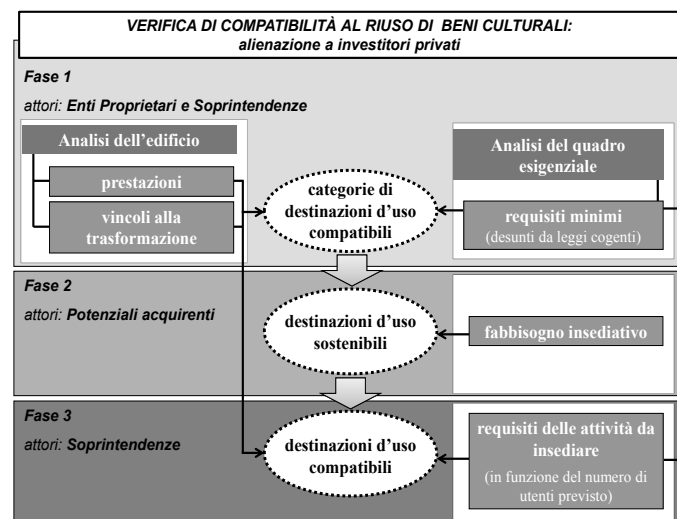 VERIFICA DI COMPATIBILITÀ AL RIUSO DI BENI CULTURALI:
alienazione a investitori privati
Fase 1
attori: Enti Proprietari e Soprintendenze
Analisi dell'edificio
prestazioni
vincoli alla
trasformazione
categorie di
destinazioni d'uso
compatibili
Analisi del quadro
esigenziale
requisiti minimi
(desunti da leggi cogenti)
Fase 2
attori: Potenziali acquirenti
destinazioni d'uso
sostenibili
fabbisogno insediativo
Fase 3
attori: Soprintendenze
destinazioni d'uso
compatibili
requisiti delle attività da
insediare
(in funzione del numero di
utenti previsto)